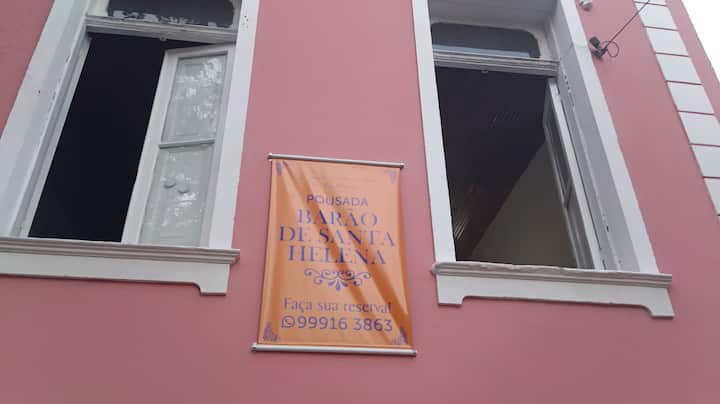 POUSADA
BARÃO
DE SANTA
HELENA
Faça sua reserva!
99916 3863